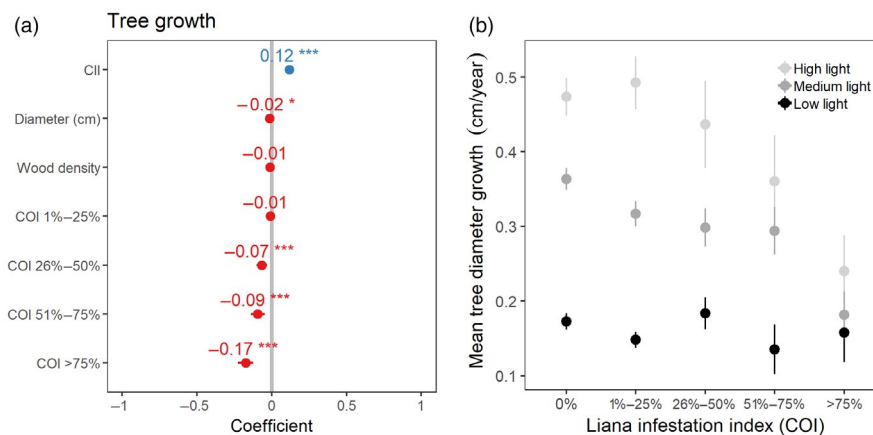 (a)
Tree growth
CII
Diameter (cm)
Wood density
COI 1%–25%
COI 26%–50%
COI 51%–75%
COI >75%
0.12 ***
−0.02 *
−0.01
−0.01
−0.07 ***
−0.09 ***
−0.17 ***
−1
−0.5
0
0.5
1
Coefficient
(b)
Mean tree diameter growth (cm/year)
0.5
0.4
0.3
0.2
0.1
High light
Medium light
Low light
0%
1%–25%
26%–50%
51%–75%
>75%
Liana infestation index (COI)